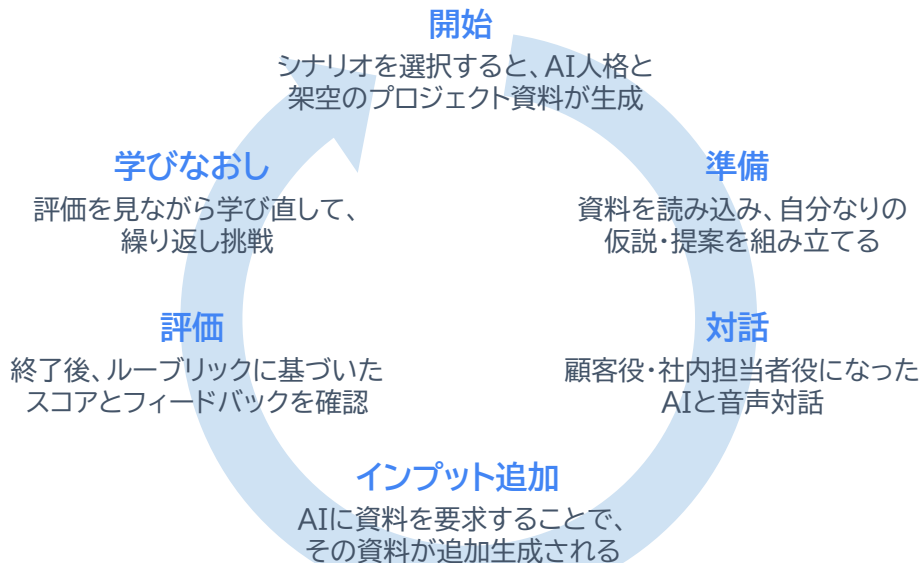 開始
シナリオを選択すると、AI人格と
架空のプロジェクト資料が生成
準備
資料を読み込み、自分なりの
仮説・提案を組み立てる
対話
顧客役・社内担当者役になった
AIと音声対話
インプット追加
AIに資料を要求することで、
その資料が追加生成される
評価
終了後、ルーブリックに基づいた
スコアとフィードバックを確認
学びなおし
評価を見ながら学び直して、
繰り返し挑戦